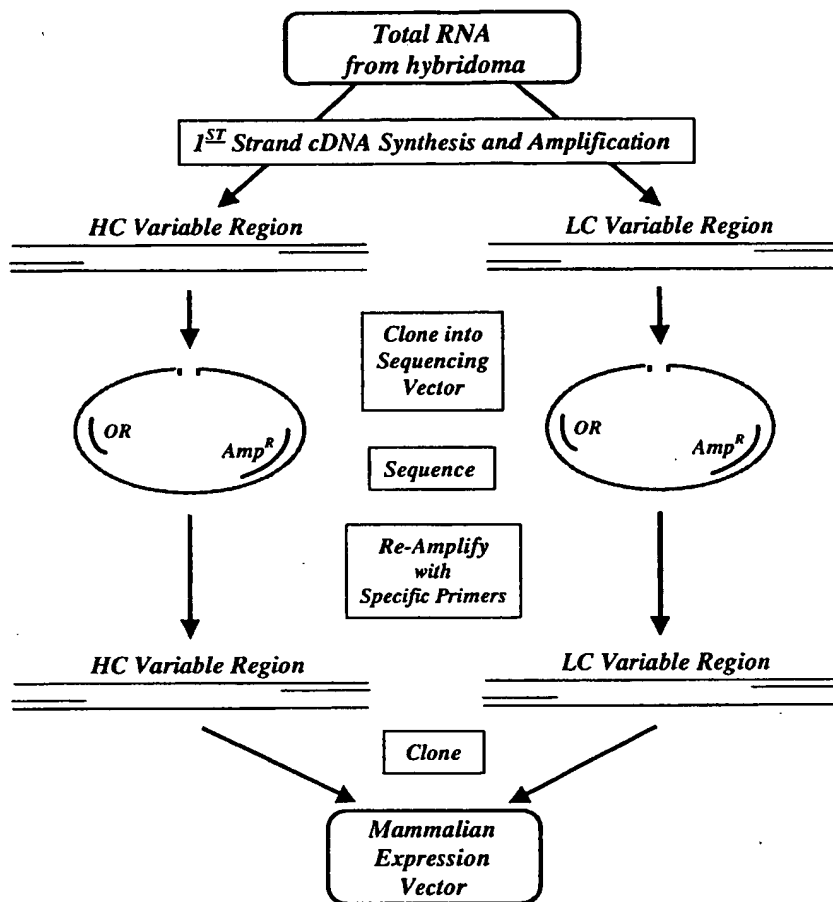 Total RNA
from hybridoma
1ST Strand cDNA Synthesis and Amplification
HC Variable Region
LC Variable Region
Clone into
Sequencing
Vector
OR
AmpR
OR
AmpR
Sequence
Re-Amplify
with
Specific Primers
HC Variable Region
LC Variable Region
Clone
Mammalian
Expression
Vector